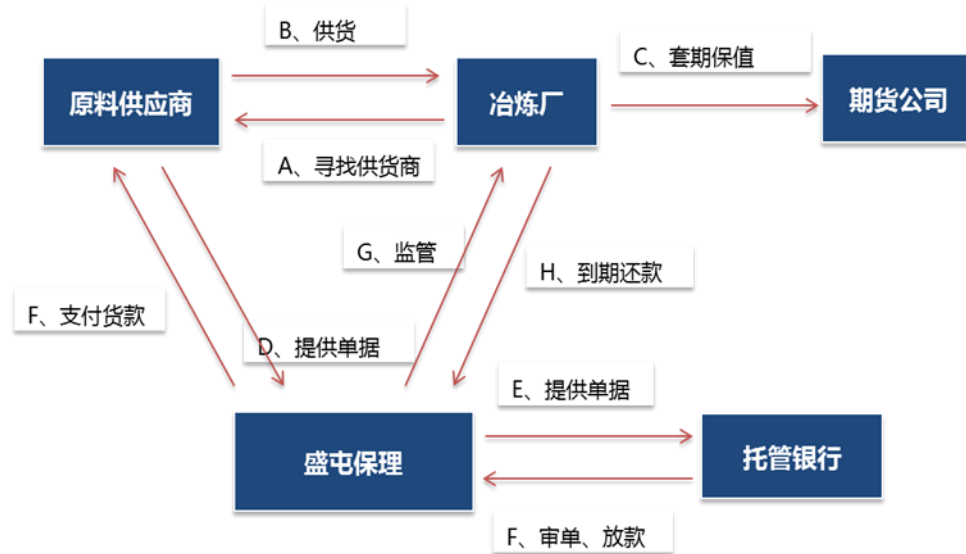 B、供货
C、套期保值
原料供应商
冶炼厂
期货公司
A、寻找供货商
G、监管
H、到期还款
F、支付货款
D、提供单据
E、提供单据
盛屯保理
托管银行
F、审单、放款